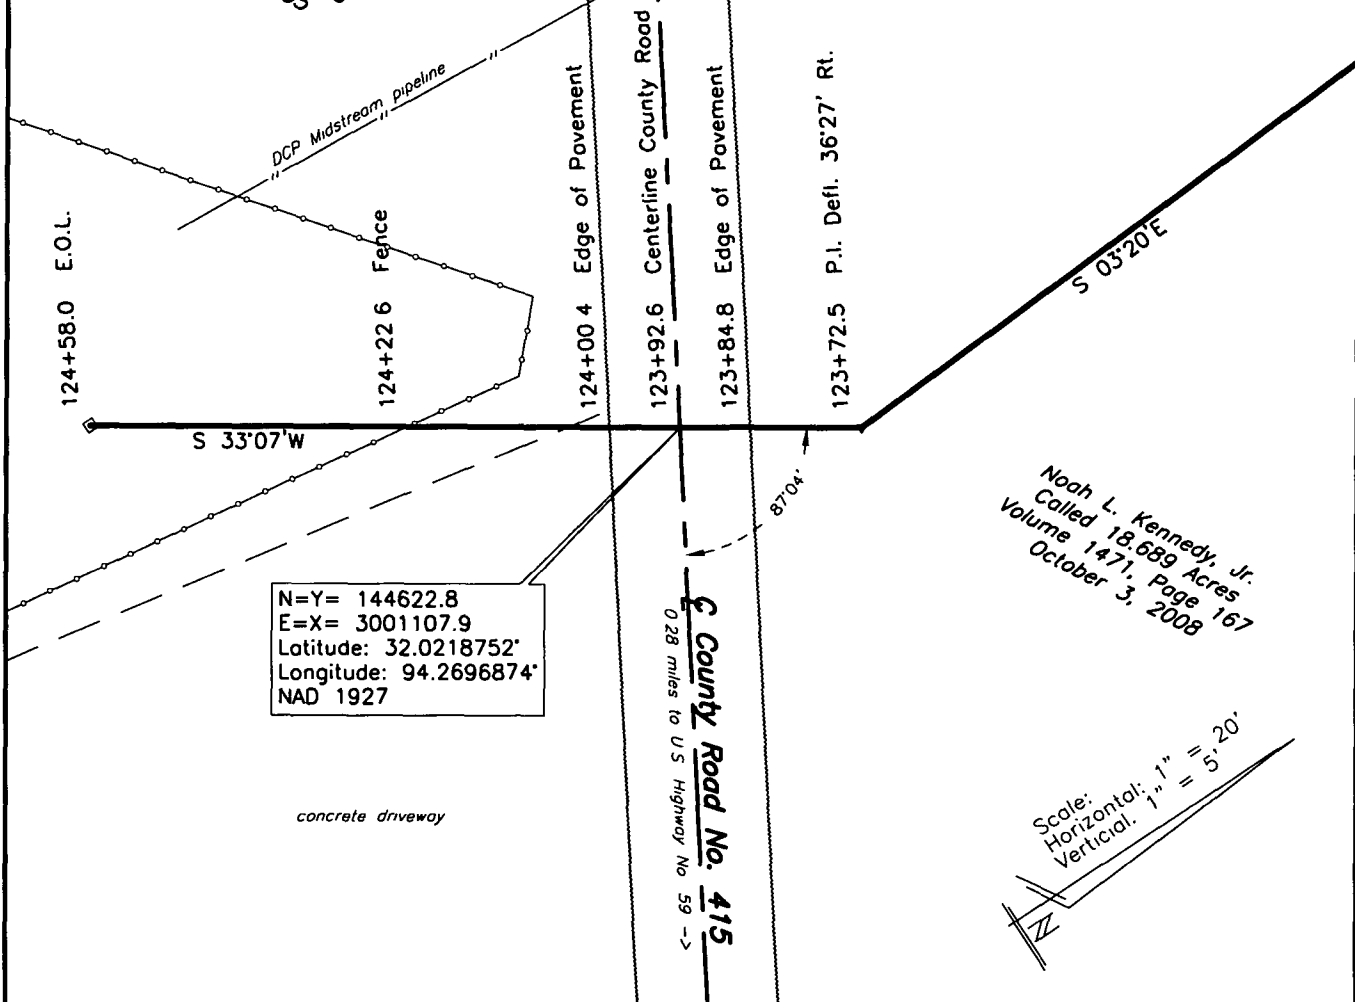 DCP Midstream pipeline
124+58.0 E.O.L.
124+22 6 Fence
124+00 4 Edge of Pavement
123+92.6 Centerline County Road
123+84.8 Edge of Pavement
123+72.5 P.I. Defl. 36°27' Rt.
S 03°20'E
S 33°07'W
87°04'
N=Y= 144622.8
E=X= 3001107.9
Latitude: 32.0218752°
Longitude: 94.2696874°
NAD 1927
Noah L. Kennedy, Jr.
Called 18.689 Acres
Volume 1471, Page 167
October 3, 2008
℄ County Road No. 415
0.28 miles to U S Highway No 59 ->
concrete driveway
Scale:
Horizontal: 1" = 20'
Verticial. 1" = 5'
N